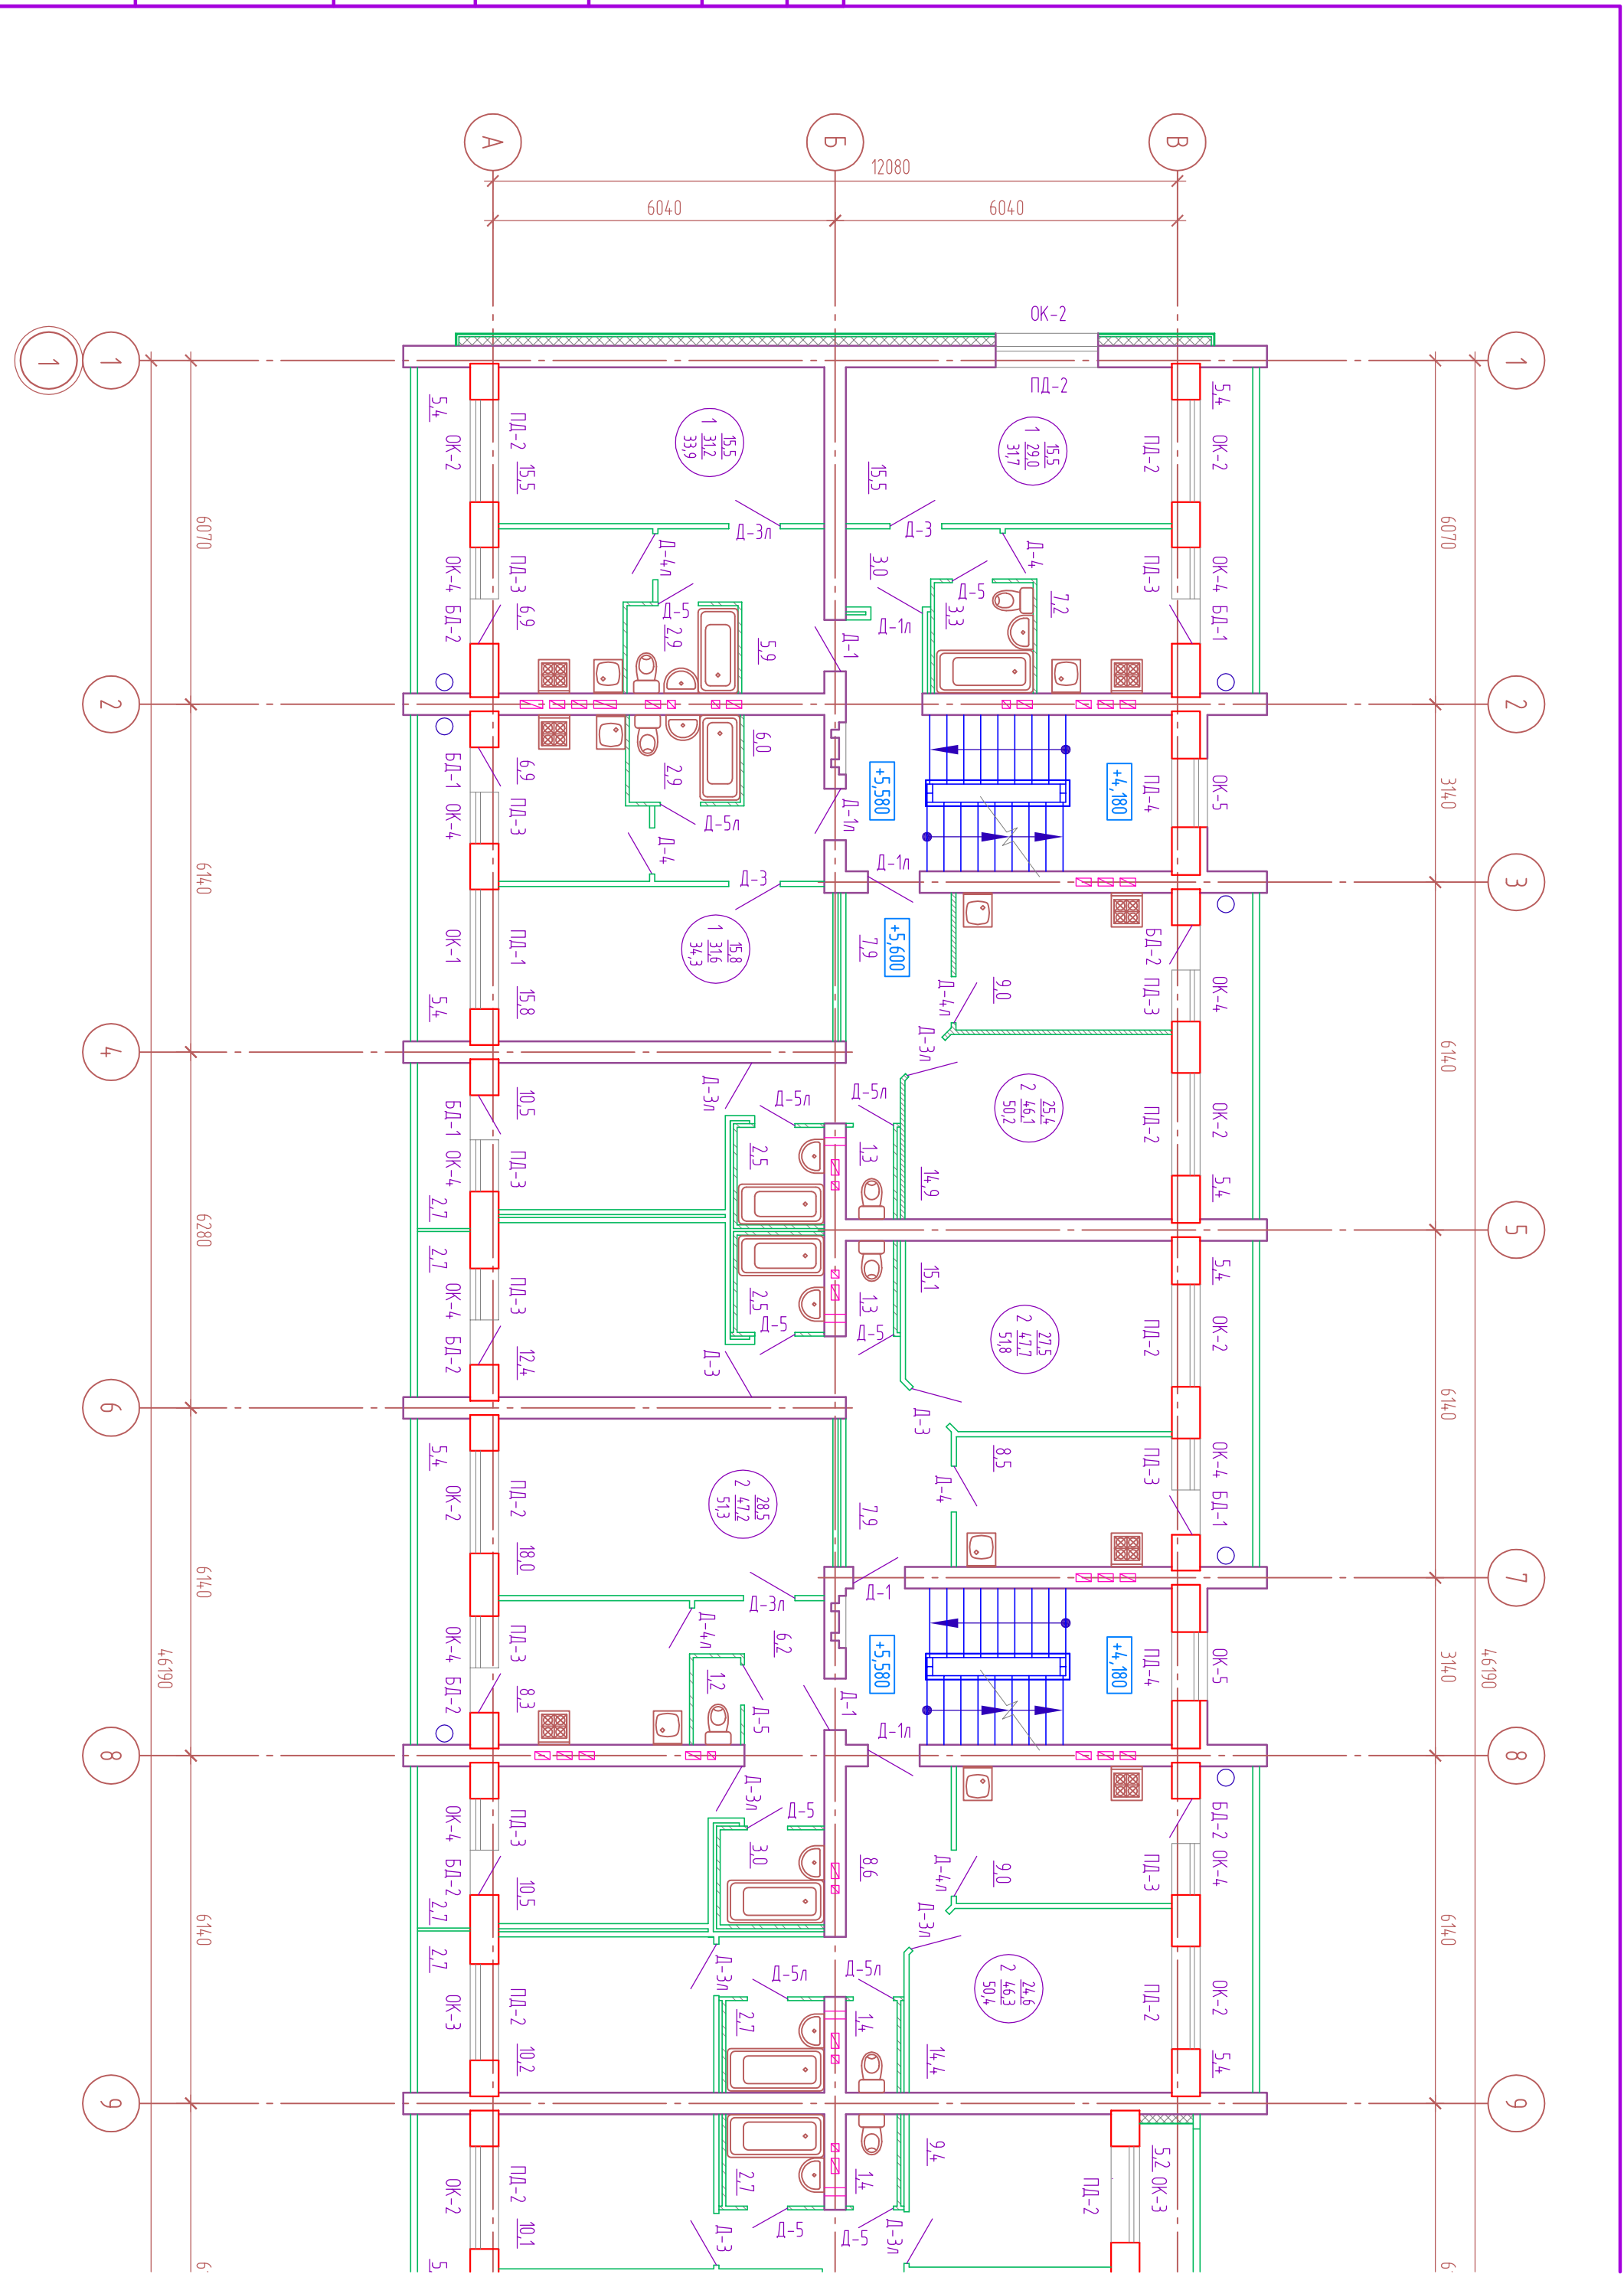 А
Б
В
12080
6040
6040
ОК-2
1
1
1
ПД-2
5,4
ОК-2
ПД-2
15,5
15,5
1 31,2
33,9
15,5
15,5
1 29,0
31,7
ПД-2
ОК-2
5,4
6070
6070
Д-3л
Д-3
Д-4л
Д-4
ОК-4
БД-2
ПД-3
6,9
Д-5
2,9
5,9
3,0
Д-1
Д-1л
Д-5
3,3
7,2
ПД-3
ОК-4
БД-1
2
2
БД-1
ОК-4
6,9
ПД-3
2,9
6,0
Д-5л
Д-4
Д-3
Д-1л
+5,580
+4,180
ПД-4
ОК-5
3140
Д-1л
3
6140
ОК-1
5,4
ПД-1
15,8
15,8
1 31,6
34,3
7,9
+5,600
9,0
Д-4л
Д-3л
БД-2
ПД-3
ОК-4
4
6140
10,5
БД-1
ОК-4
2,7
ПД-3
Д-3л
Д-5л
Д-5л
2,5
1,3
14,9
25,4
2 46,1
50,2
ПД-2
ОК-2
5,4
5
6280
2,7
ОК-4
БД-2
ПД-3
12,4
2,5
Д-5
Д-3
1,3
Д-5
15,1
27,5
2 47,7
51,8
ПД-2
ОК-2
5,4
6140
6
Д-3
Д-4
8,5
ПД-3
ОК-4
БД-1
5,4
ОК-2
ПД-2
18,0
28,5
2 47,2
51,3
7,9
Д-1
7
6140
46190
ОК-4
БД-2
ПД-3
8,3
Д-3л
Д-4л
6,2
1,2
Д-5
Д-1
Д-1л
+5,580
+4,180
ПД-4
ОК-5
3140
46190
8
8
ОК-4
БД-2
2,7
ПД-3
10,5
Д-3л
Д-5
3,0
8,6
Д-4л
9,0
Д-3л
ПД-3
БД-2
ОК-4
6140
6140
2,7
ОК-3
ПД-2
10,2
Д-3л
Д-5л
Д-5л
2,7
1,4
14,4
24,6
2 46,3
50,4
ПД-2
ОК-2
5,4
9
9
ОК-2
ПД-2
10,1
2,7
Д-5
Д-3
1,4
Д-5
Д-3л
9,4
ПД-2
5,2
ОК-3